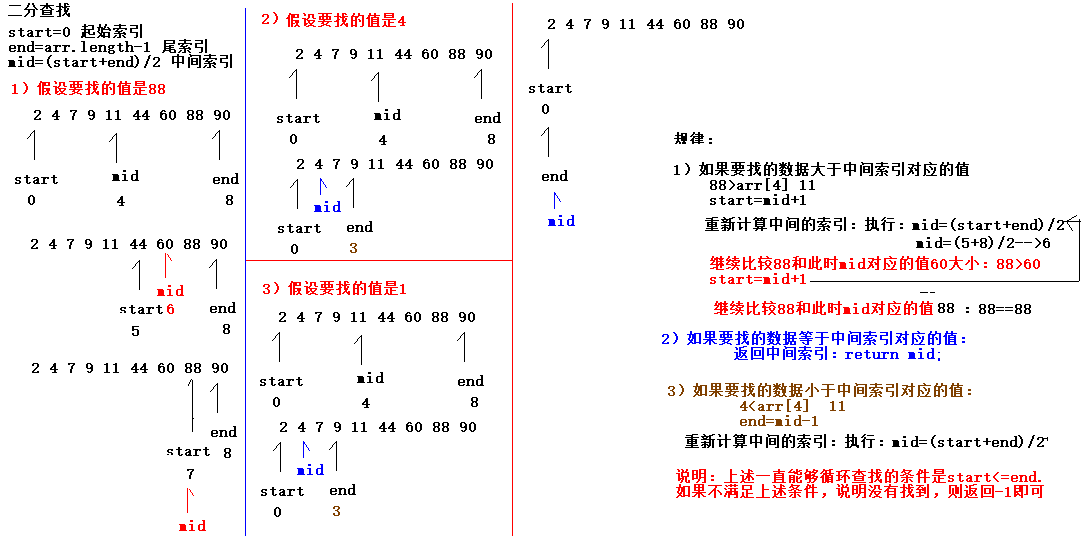 二分查找
start=0 起始索引
end=arr.length-1 尾索引
mid=(start+end)/2 中间索引
1）假设要找的值是88
2 4 7 9 11 44 60 88 90
start mid end
0 4 8
2 4 7 9 11 44 60 88 90
mid
start6 end
5 8
2 4 7 9 11 44 60 88 90
end
start 8
7
mid
2）假设要找的值是4
2 4 7 9 11 44 60 88 90
start mid end
0 4 8
2 4 7 9 11 44 60 88 90
mid
start end
0 3
3）假设要找的值是1
2 4 7 9 11 44 60 88 90
start mid end
0 4 8
2 4 7 9 11 44 60 88 90
mid
start end
0 3
2 4 7 9 11 44 60 88 90
start
0
end
mid
规律：
1）如果要找的数据大于中间索引对应的值
88>arr[4] 11
start=mid+1
重新计算中间的索引：执行：mid=(start+end)/2
mid=(5+8)/2-->6
继续比较88和此时mid对应的值60大小：88>60
start=mid+1
继续比较88和此时mid对应的值 88 ：88==88
2）如果要找的数据等于中间索引对应的值：
返回中间索引：return mid;
3）如果要找的数据小于中间索引对应的值：
4<arr[4] 11
end=mid-1
重新计算中间的索引：执行：mid=(start+end)/2
说明：上述一直能够循环查找的条件是start<=end.
如果不满足上述条件，说明没有找到，则返回-1即可